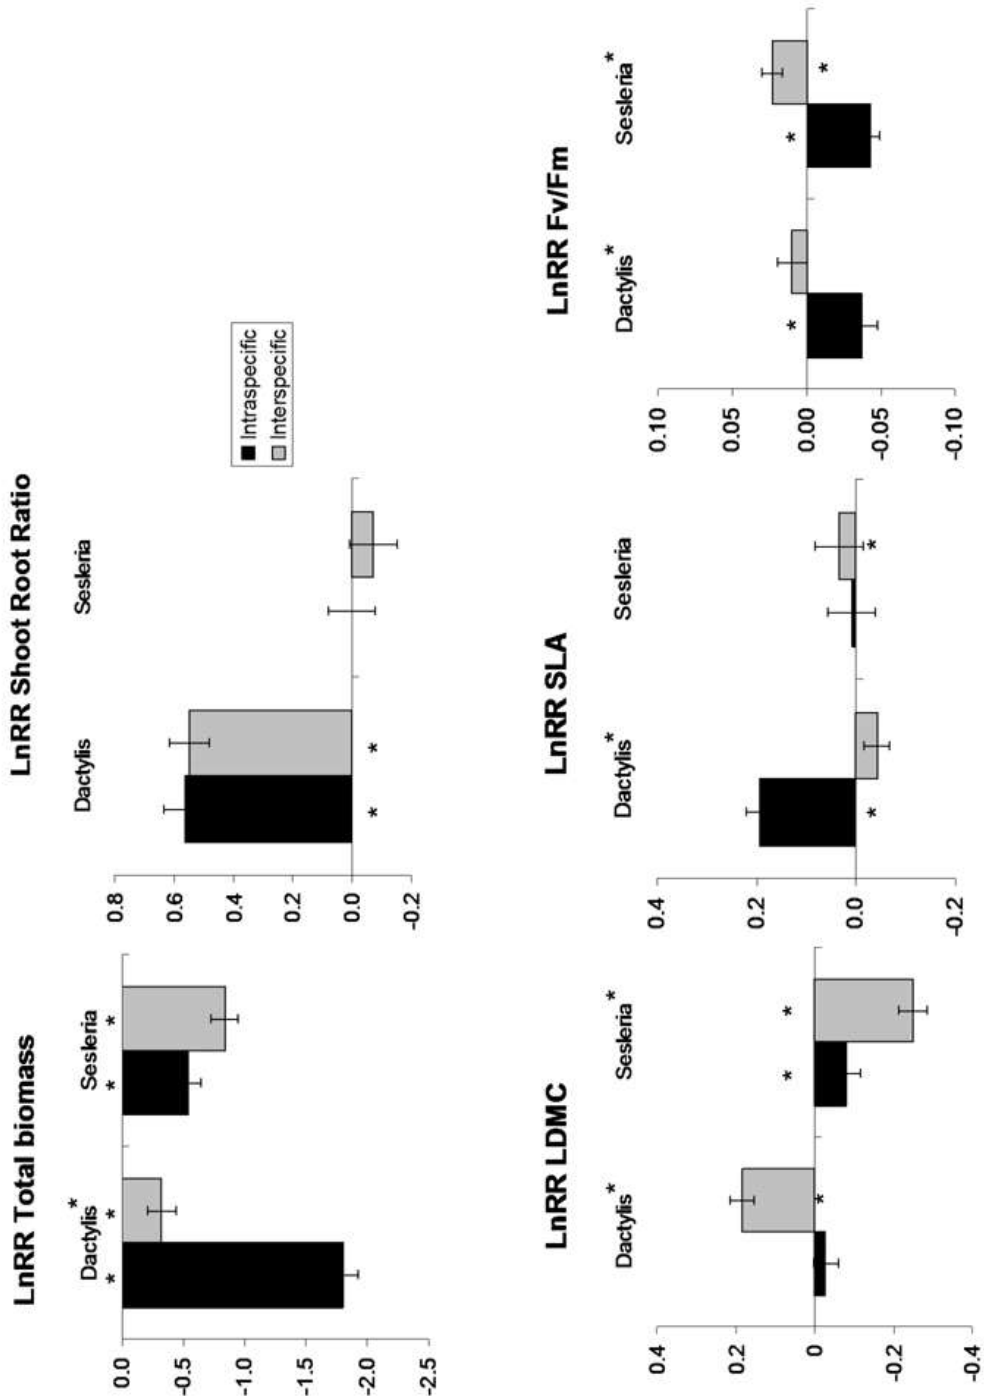 LnRR Total biomass
Dactylis*
Sesleria
* * * *
0.0
-0.5
-1.0
-1.5
-2.0
-2.5
LnRR Shoot Root Ratio
Dactylis
Sesleria
0.8
0.6
0.4
0.2
0.0
-0.2
* *
Intraspecific
Interspecific
LnRR LDMC
Dactylis*
Sesleria*
0.4
0.2
0
-0.2
-0.4
* * *
LnRR SLA
Dactylis*
Sesleria
0.4
0.2
0.0
-0.2
* *
LnRR Fv/Fm
Dactylis*
Sesleria*
0.10
0.05
0.00
-0.05
-0.10
* * *